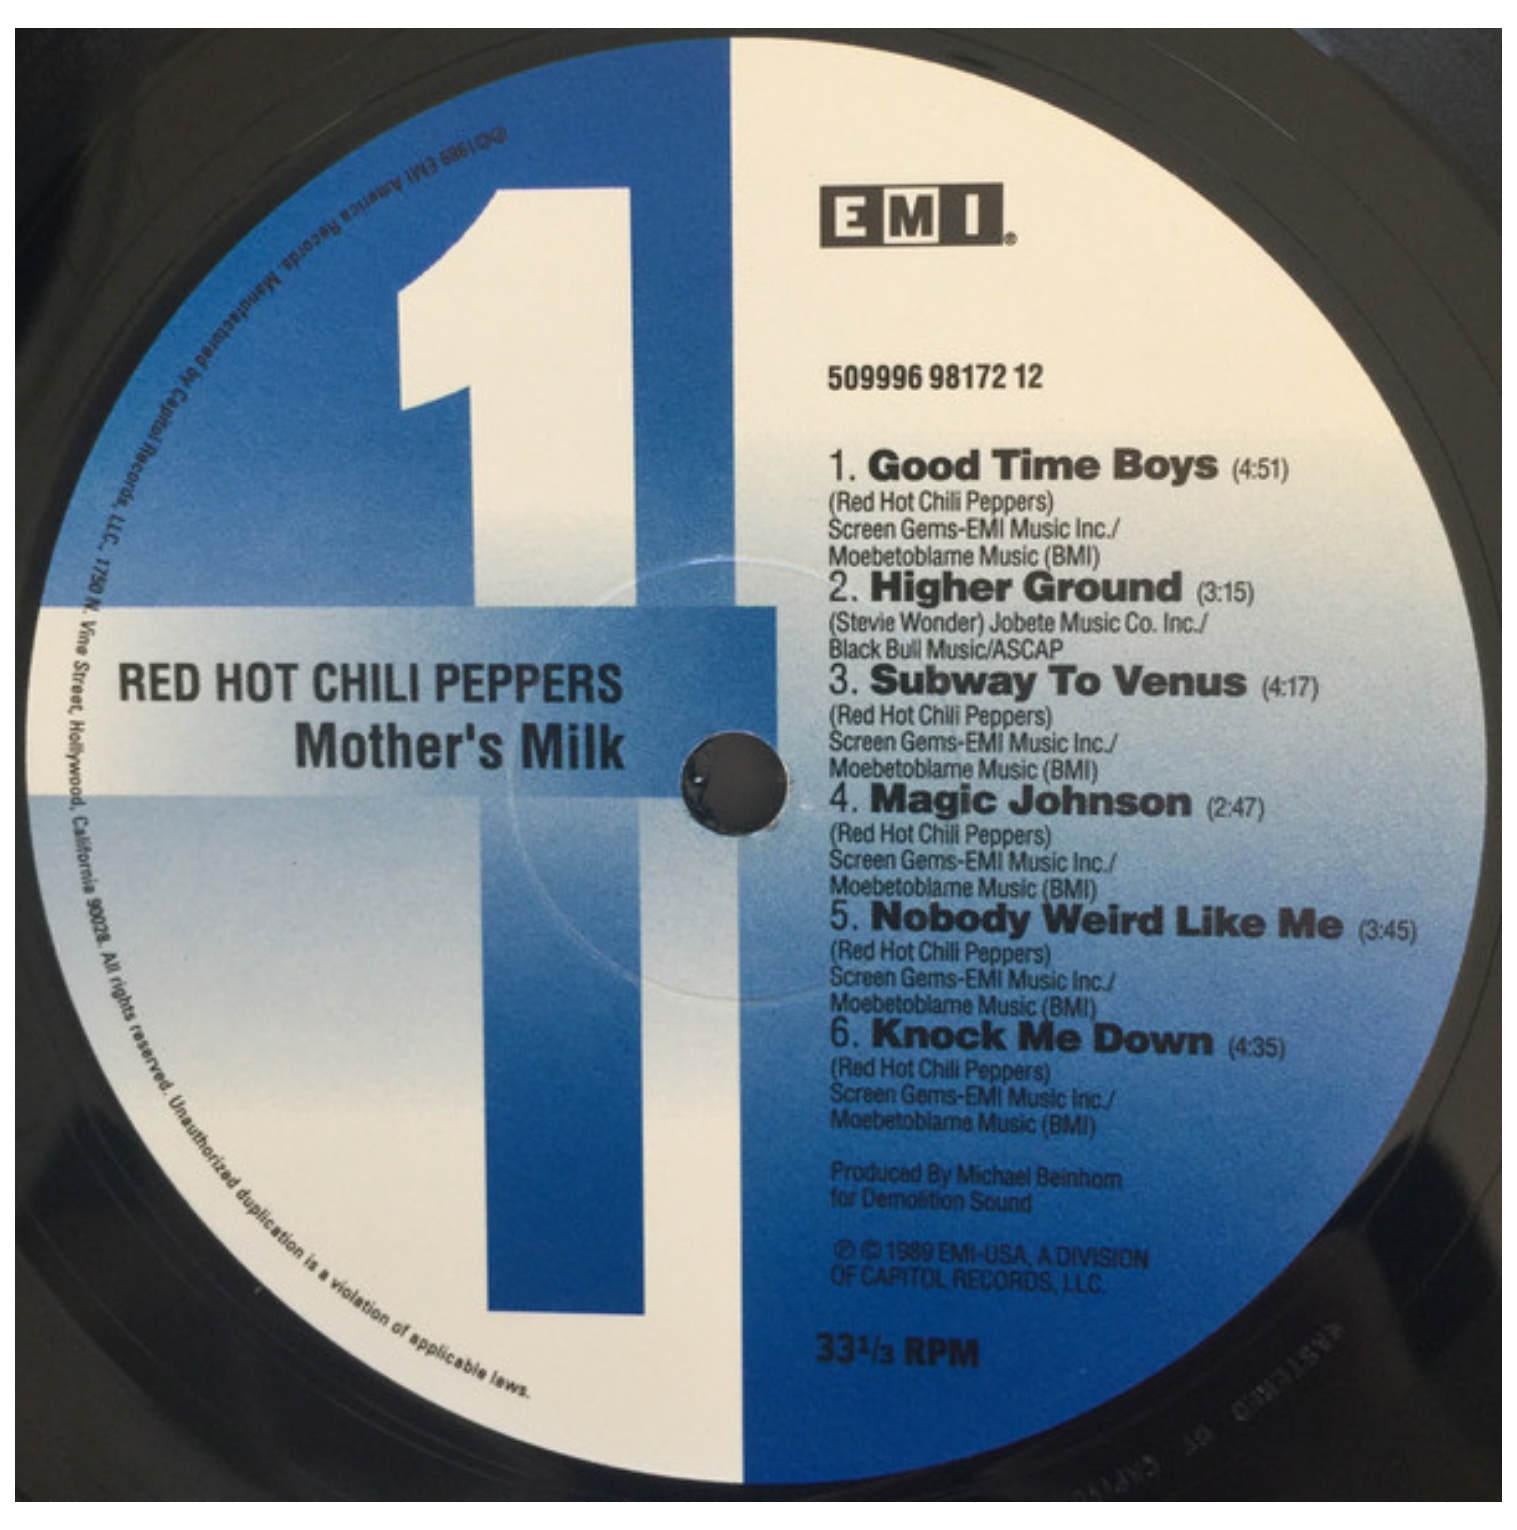 1
RED HOT CHILI PEPPERS
Mother's Milk
EMI®
509996 98172 12
1. Good Time Boys (4:51)
(Red Hot Chili Peppers)
Screen Gems-EMI Music Inc./
Moebetoblame Music (BMI)
2. Higher Ground (3:15)
(Stevie Wonder) Jobete Music Co. Inc./
Black Bull Music/ASCAP
3. Subway To Venus (4:17)
(Red Hot Chili Peppers)
Screen Gems-EMI Music Inc./
Moebetoblame Music (BMI)
4. Magic Johnson (2:47)
(Red Hot Chili Peppers)
Screen Gems-EMI Music Inc./
Moebetoblame Music (BMI)
5. Nobody Weird Like Me (3:45)
(Red Hot Chili Peppers)
Screen Gems-EMI Music Inc./
Moebetoblame Music (BMI)
6. Knock Me Down (4:35)
(Red Hot Chili Peppers)
Screen Gems-EMI Music Inc./
Moebetoblame Music (BMI)
Produced By Michael Beinhorn
for Demolition Sound
℗ © 1989 EMI-USA, A DIVISION
OF CAPITOL RECORDS, LLC.
33 1/3 RPM
℗©1989 EMI America Records. Manufactured by Capitol Records, LLC., 1750 N. Vine Street, Hollywood, California 90028. All rights reserved. Unauthorized duplication is a violation of applicable laws.
MASTERED BY